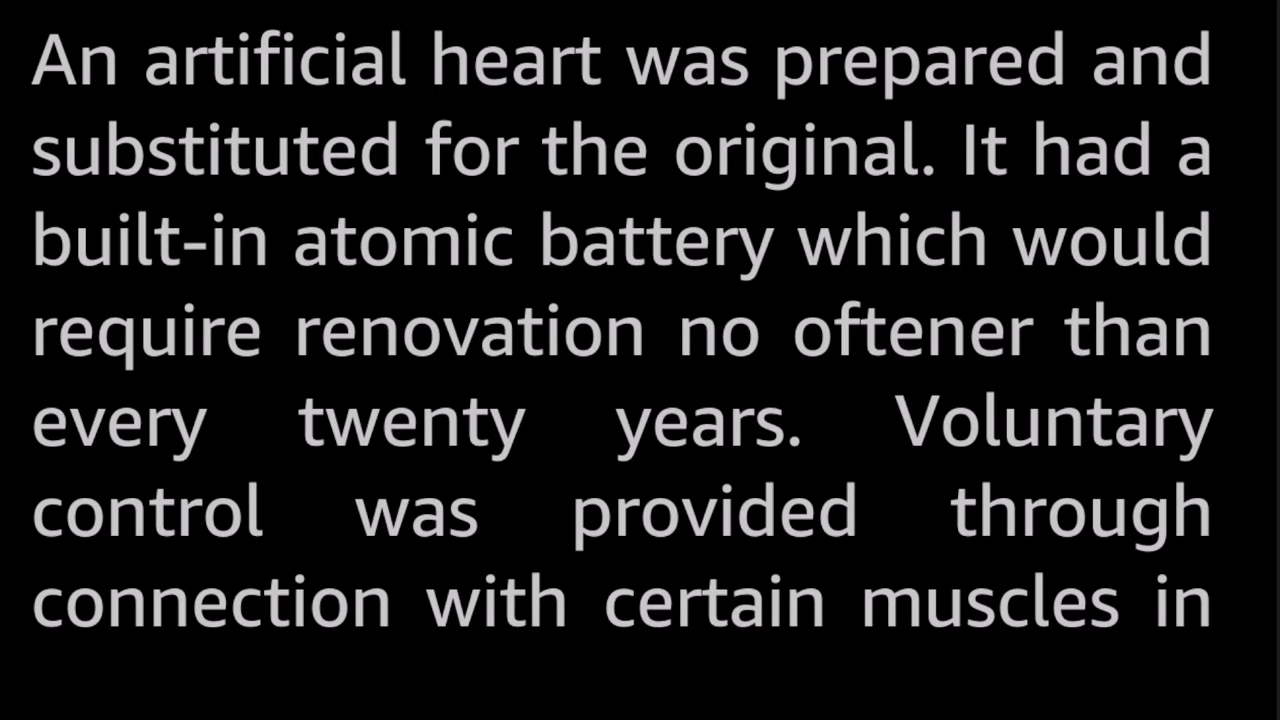 An artificial heart was prepared and
substituted for the original. It had a
built-in atomic battery which would
require renovation no oftener than
every twenty years. Voluntary
control was provided through
connection with certain muscles in